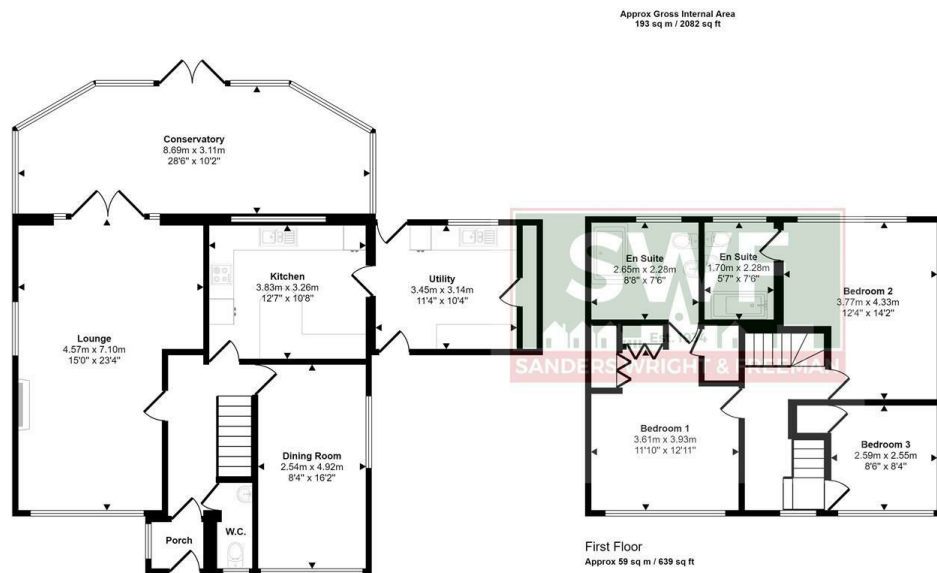 Approx Gross Internal Area
193 sq m / 2082 sq ft
Conservatory
8.69m x 3.11m
28'6" x 10'2"
Kitchen
3.83m x 3.26m
12'7" x 10'8"
Utility
3.45m x 3.14m
11'4" x 10'4"
Lounge
4.57m x 7.10m
15'0" x 23'4"
Dining Room
2.54m x 4.92m
8'4" x 16'2"
Porch
W.C.
SWF
SANDERS WRIGHT & FREEMAN
En Suite
2.65m x 2.28m
8'8" x 7'6"
En Suite
1.70m x 2.28m
5'7" x 7'6"
Bedroom 2
3.77m x 4.33m
12'4" x 14'2"
Bedroom 1
3.61m x 3.93m
11'10" x 12'11"
Bedroom 3
2.59m x 2.55m
8'6" x 8'4"
First Floor
Approx 59 sq m / 639 sq ft